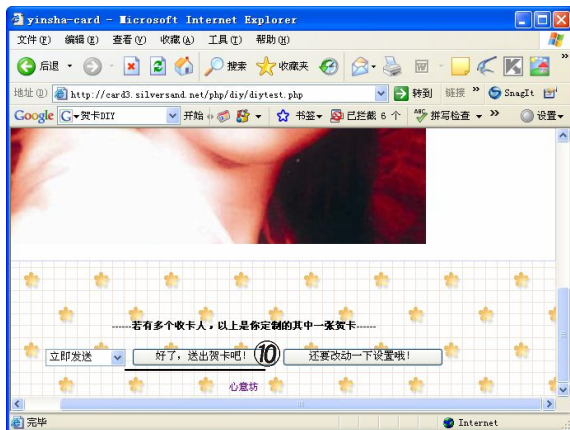 yinsha-card - Microsoft Internet Explorer
文件(F) 编辑(E) 查看(V) 收藏(A) 工具(T) 帮助(H)
后退 搜索 收藏夹
地址(D) http://card3.silversand.net/php/diy/diytest.php 转到 链接 » SnagIt
Google 贺卡DIY 开始 书签 已拦截 6 个 拼写检查 » 设置
------若有多个收卡人，以上是你定制的其中一张贺卡------
立即发送 好了，送出贺卡吧！ ⑩ 还要改动一下设置哦！
心意坊
完毕 Internet